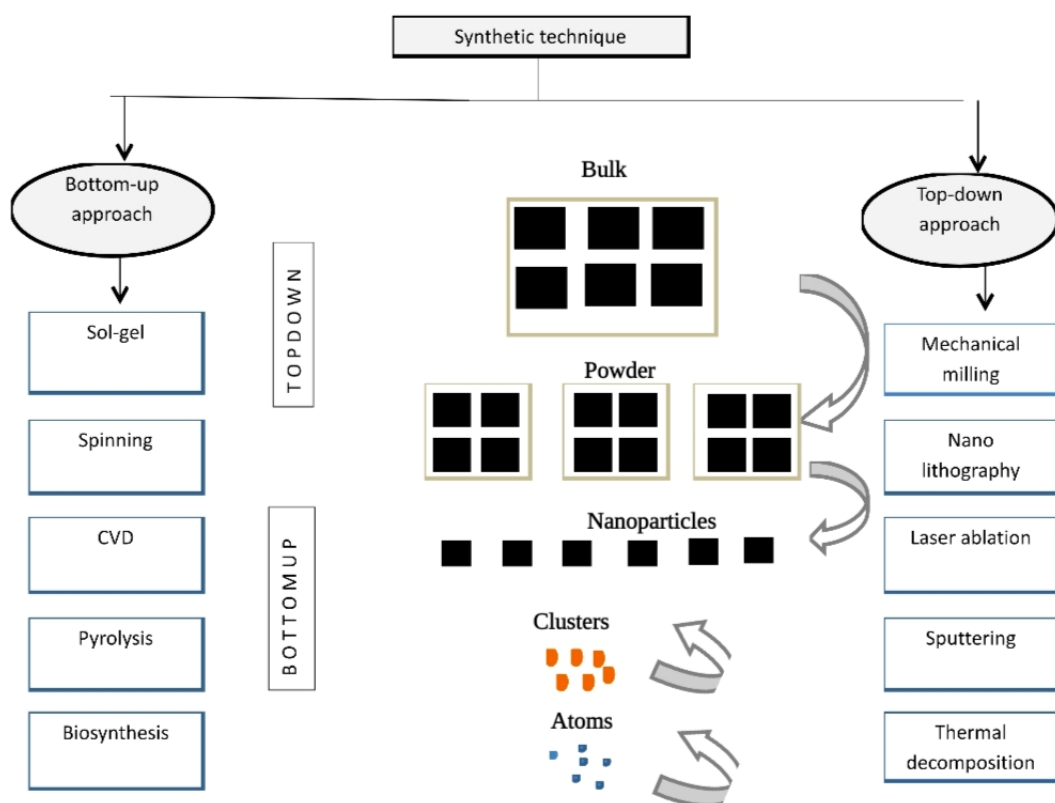 Synthetic technique
Bottom-up
approach
Sol-gel
Spinning
CVD
Pyrolysis
Biosynthesis
TOPDOWN
BOTTOMUP
Bulk
Powder
Nanoparticles
Clusters
Atoms
Top-down
approach
Mechanical
milling
Nano
lithography
Laser ablation
Sputtering
Thermal
decomposition